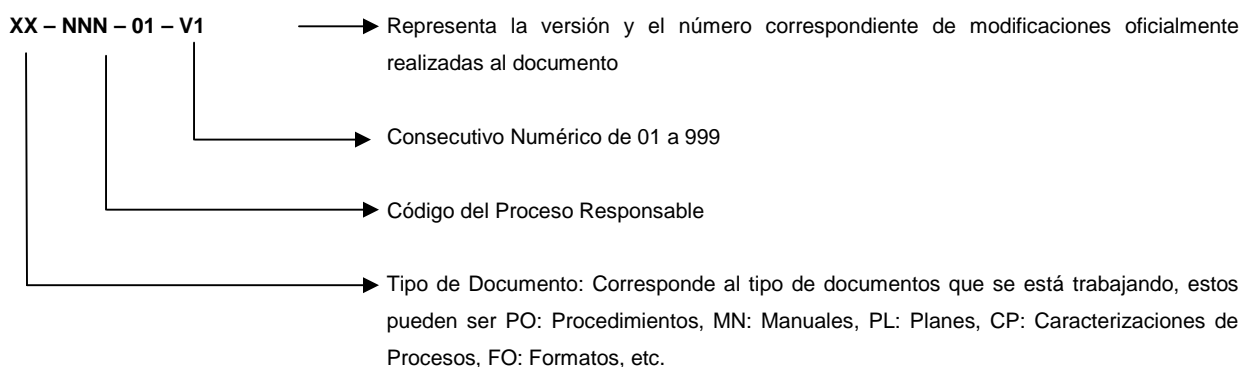 XX – NNN – 01 – V1
Representa la versión y el número correspondiente de modificaciones oficialmente
realizadas al documento
Consecutivo Numérico de 01 a 999
Código del Proceso Responsable
Tipo de Documento: Corresponde al tipo de documentos que se está trabajando, estos
pueden ser PO: Procedimientos, MN: Manuales, PL: Planes, CP: Caracterizaciones de
Procesos, FO: Formatos, etc.